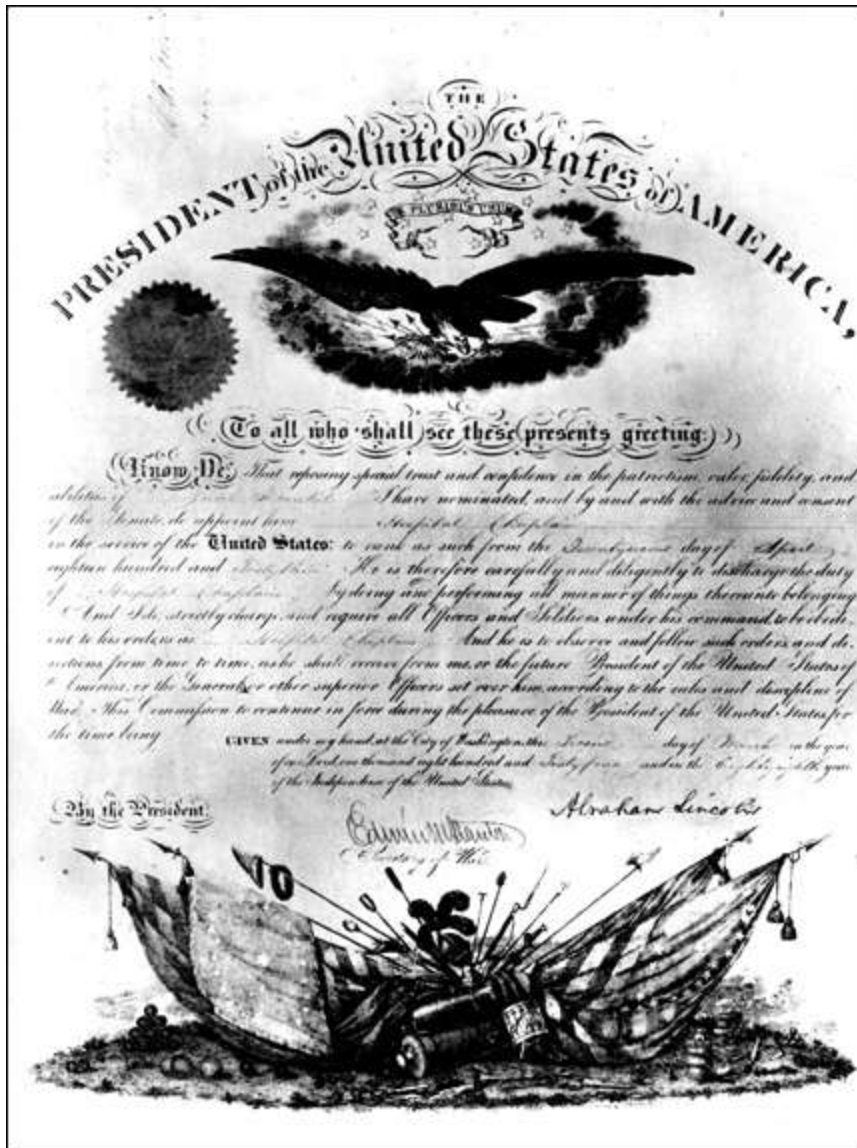 THE
PRESIDENT of the United States of AMERICA,
E PLURIBUS UNUM
To all who shall see these presents greeting:
Know Ye, That reposing special trust and confidence in the patriotism, valor, fidelity, and
abilities of I have nominated, and by and with the advice and consent
of the Senate, do appoint him Hospital Chaplain
in the service of the United States: to rank as such from the day of April
eighteen hundred and He is therefore carefully and diligently to discharge the duty
of Hospital Chaplain by doing and performing all manner of things thereunto belonging
And I do strictly charge, and require all Officers and Soldiers under his command, to be obedi-
ent to his orders as Hospital Chaplain And he is to observe and follow such orders, and di-
rections from time to time, as he shall receive from me, or the future President of the United States of
America, or the General or other superior Officers set over him, according to the rules and discipline of
War. This Commission to continue in force during the pleasure of the President of the United States for
the time being
GIVEN under my hand, at the City of Washington, this day of March in the year
of our Lord, one thousand eight hundred and Sixty four and in the Eighty eighth year
of the Independence of the United States
By the President,
Abraham Lincoln
Edwin M Stanton
Secretary of War
10